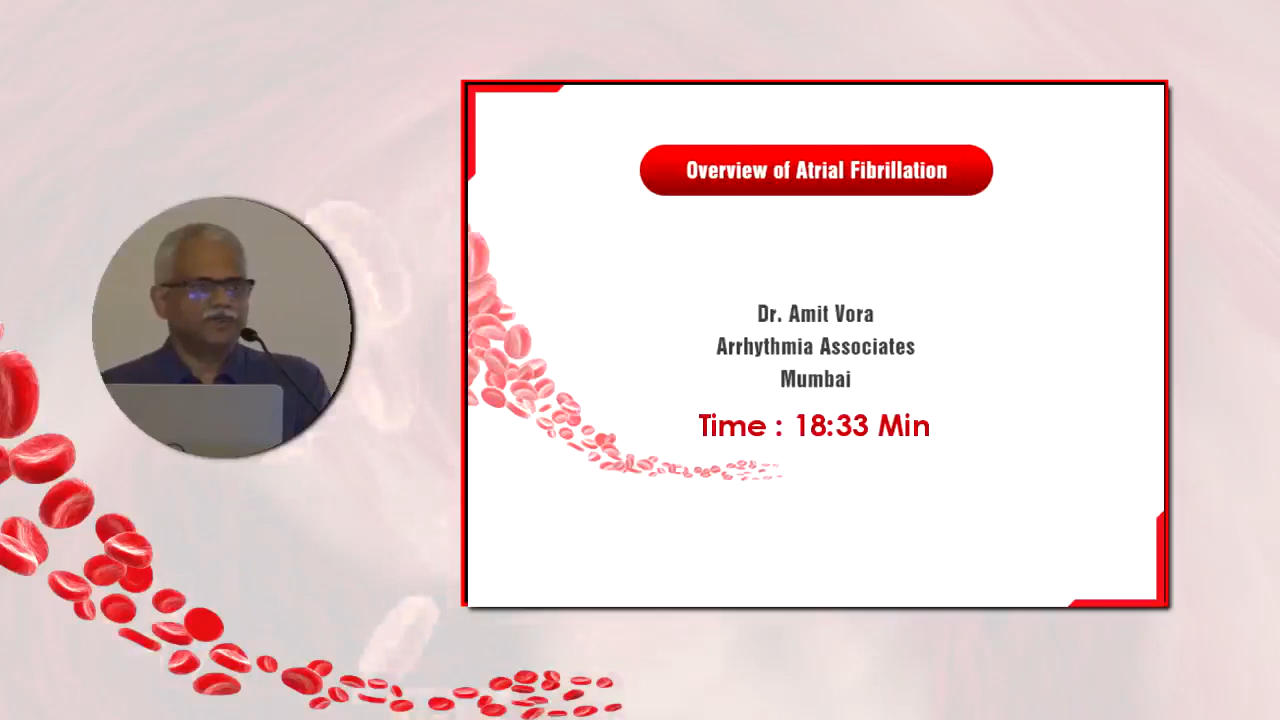 Overview of Atrial Fibrillation
Dr. Amit Vora
Arrhythmia Associates
Mumbai
Time : 18:33 Min